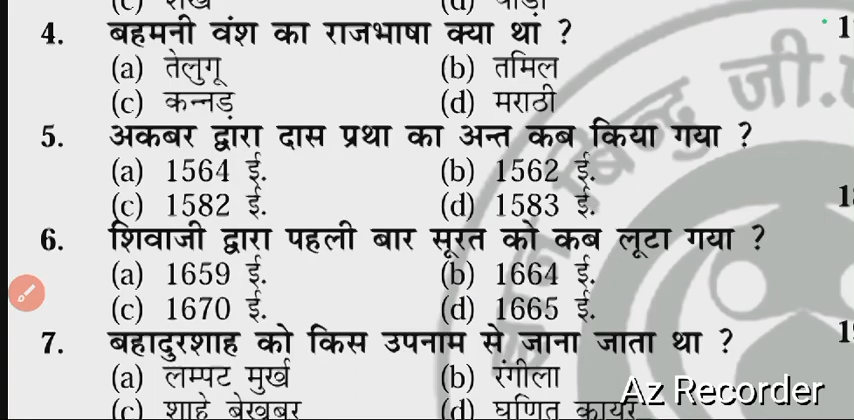 4. बहमनी वंश का राजभाषा क्या था ?
(a) तेलुगू (b) तमिल
(c) कन्नड़ (d) मराठी
5. अकबर द्वारा दास प्रथा का अन्त कब किया गया ?
(a) 1564 ई. (b) 1562 ई.
(c) 1582 ई. (d) 1583 ई.
6. शिवाजी द्वारा पहली बार सूरत को कब लूटा गया ?
(a) 1659 ई. (b) 1664 ई.
(c) 1670 ई. (d) 1665 ई.
7. बहादुरशाह को किस उपनाम से जाना जाता था ?
(a) लम्पट मुर्ख (b) रंगीला
(c) शाहे बेखबर (d) घृणित कायर
Az Recorder